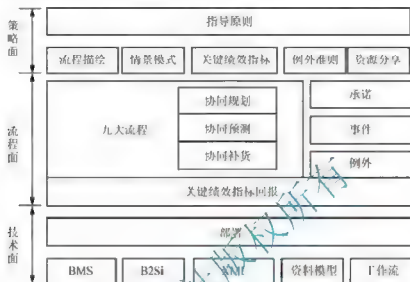 策略面
指导原则
流程描绘 情景模式 关键绩效指标 例外准则 资源分享
流程面
九大流程
协同规划
协同预测
协同补货
承诺
事件
例外
关键绩效指标回报
技术面
部署
BMS B2Si XML 资料模型 工作流
版权所有